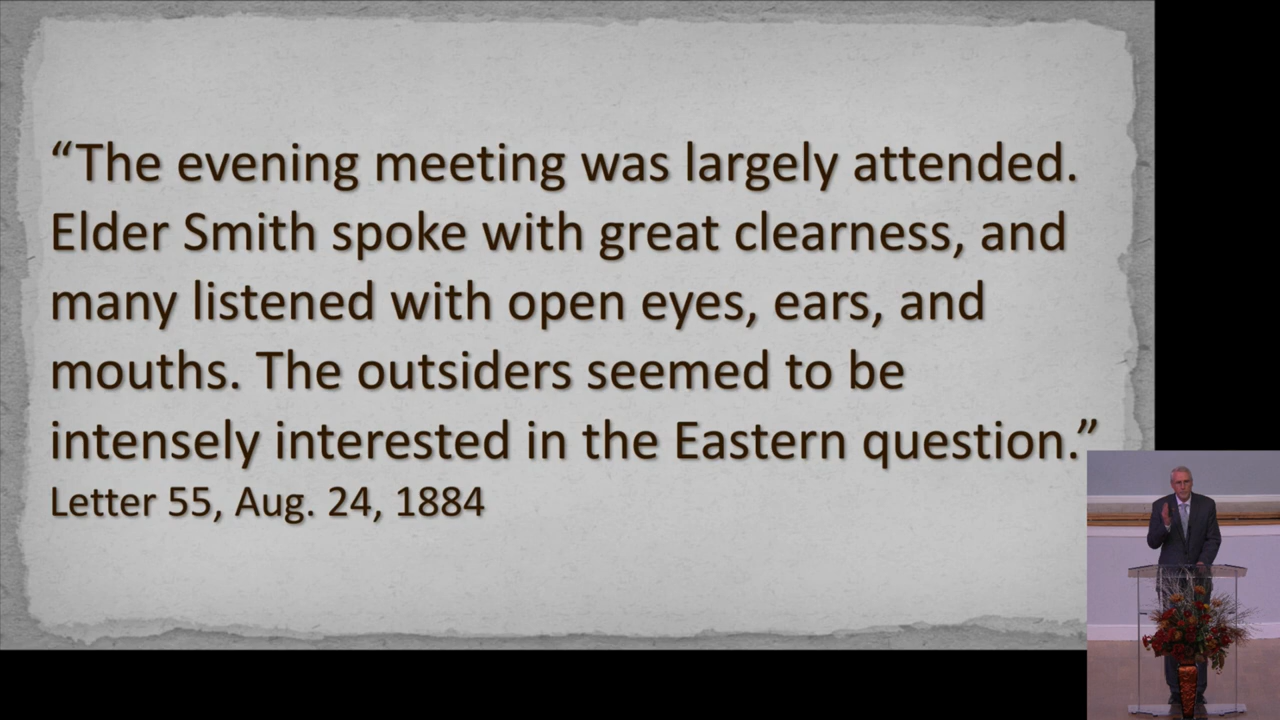 “The evening meeting was largely attended.
Elder Smith spoke with great clearness, and
many listened with open eyes, ears, and
mouths. The outsiders seemed to be
intensely interested in the Eastern question.”
Letter 55, Aug. 24, 1884